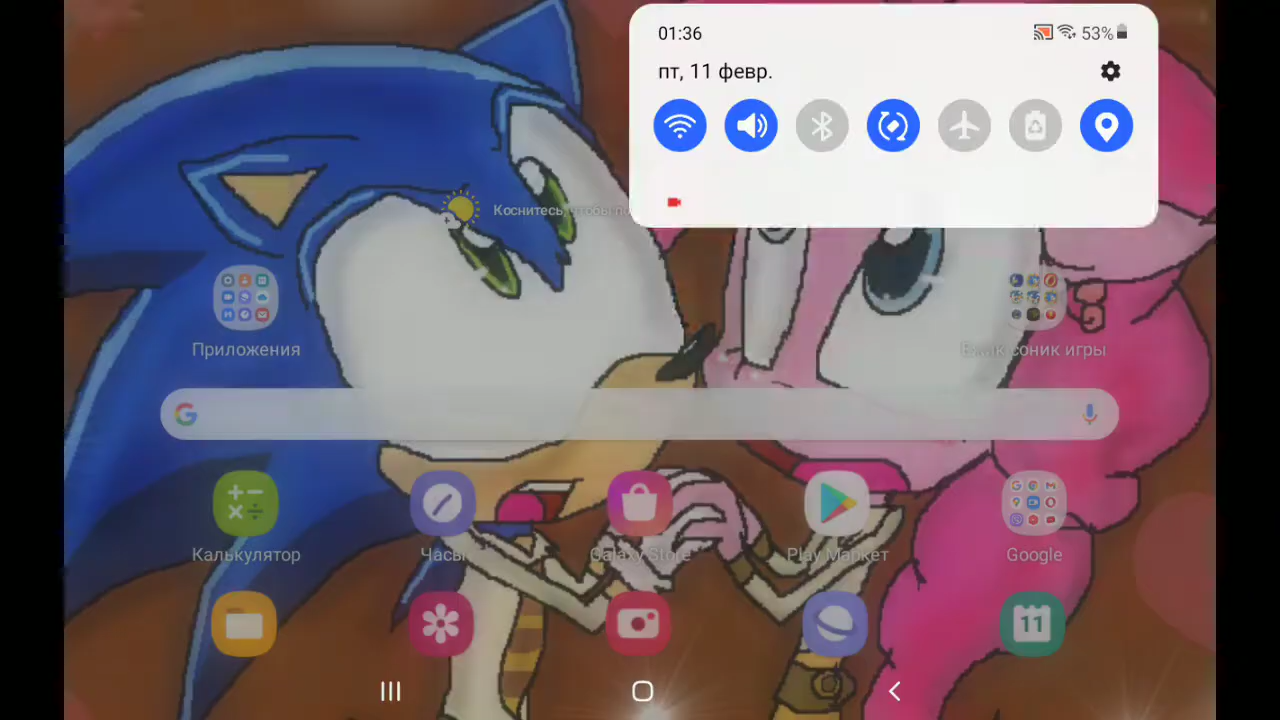 01:36
53%
пт, 11 февр.
Коснитесь, чтобы по
Приложения
соник игры
Калькулятор
Часы
Galaxy Store
Play Маркет
Google
11